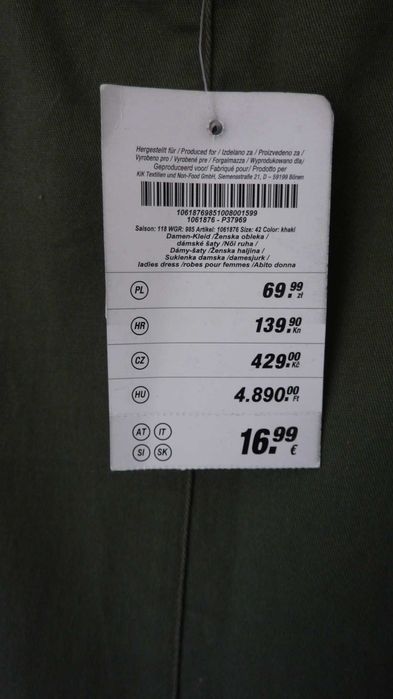 Hergestellt für / Produced for / Izdelano za / Proizvedeno za /
Vyrobeno pro / Vyrobené pre / Forgalmazza / Wyprodukowano dla/
Geproduceerd voor/ Fabriqué pour/ Prodotto per
KiK Textilien und Non-Food GmbH, Siemensstraße 21, D – 59199 Bönen
10618769851008001599
1061876 - P37969
Saison: 118 WGR: 985 Artikel: 1061876 Size: 42 Color: khaki
Damen-Kleid /Ženska obleka /
dámské šaty /Női ruha /
Dámy-šaty /Ženska haljina /
Sukienka damska /damesjurk /
ladies dress /robes pour femmes /Abito donna
PL 69.99 zł
HR 139.90 Kn
CZ 429.00 Kč
HU 4.890.00 Ft
AT IT
SI SK
16.99 €